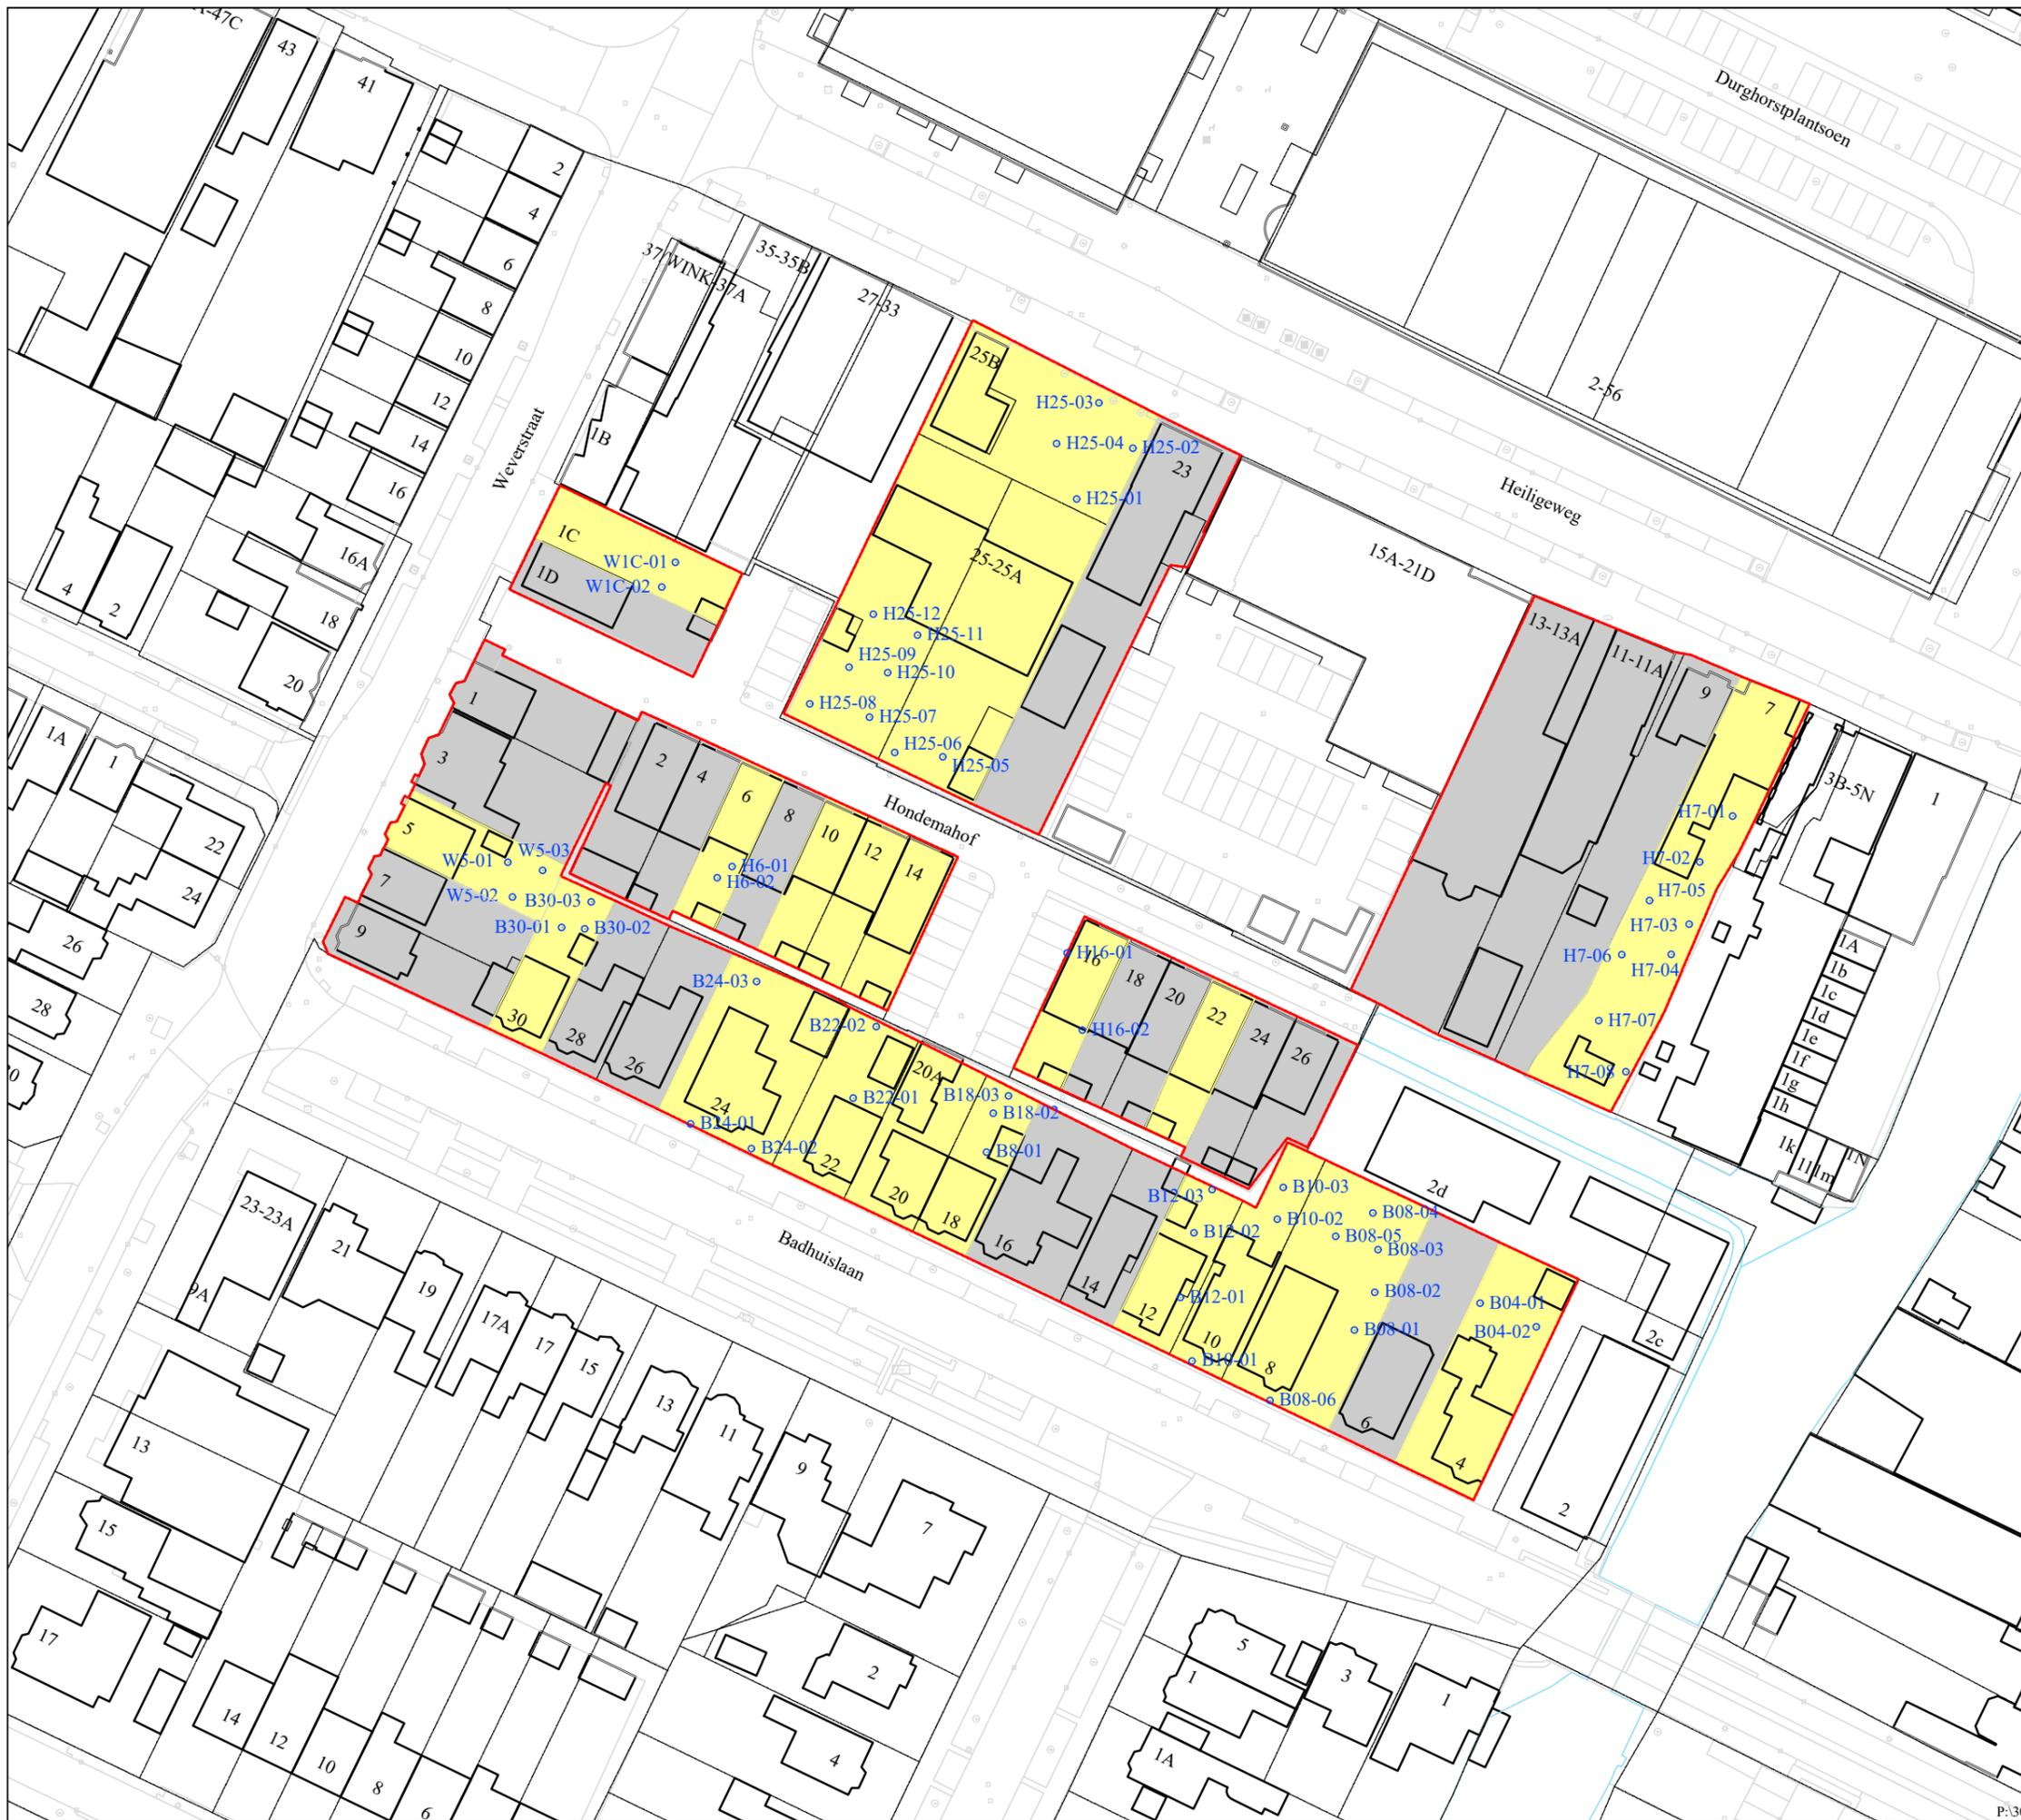 43
41
2
4
6
8
10
12
14
16
16A
18
20
4
2
Weverstraat
Durghorstplantsoen
Heiligeweg
2-56
37/WINK-37A
35-35B
27-33
1B
1C
1D
W1C-01
W1C-02
25B
H25-03
H25-04
H25-02
23
H25-01
25-25A
H25-12
H25-11
H25-09
H25-10
H25-08
H25-07
H25-06
H25-05
15A-21D
13-13A
11-11A
9
7
H7-01
H7-02
H7-05
H7-03
H7-06
H7-04
H7-07
H7-08
3B-5N
1
1A
1b
1c
1d
1e
1f
1g
1h
1k
1l
1m
1N
1
3
5
7
9
2
4
6
8
10
12
14
Hondemahof
H6-01
H6-02
W5-01
W5-03
W5-02
B30-03
B30-01
B30-02
30
28
26
B24-03
24
B24-01
B24-02
B22-02
B22-01
22
20A
20
18
B18-03
B18-02
B8-01
16
14
H16-01
16
H16-02
18
20
22
24
26
B12-03
B12-02
B12-01
12
B10-03
B10-02
B10-01
10
B08-04
B08-05
B08-03
B08-02
B08-01
B08-06
8
6
B04-01
B04-02
4
2d
2c
2
1A
1
22
24
26
28
Badhuislaan
23-23A
9A
21
19
17A
17
15
13
11
9
7
13
15
17
14
12
10
8
6
2
4
5
1
3
1
1A